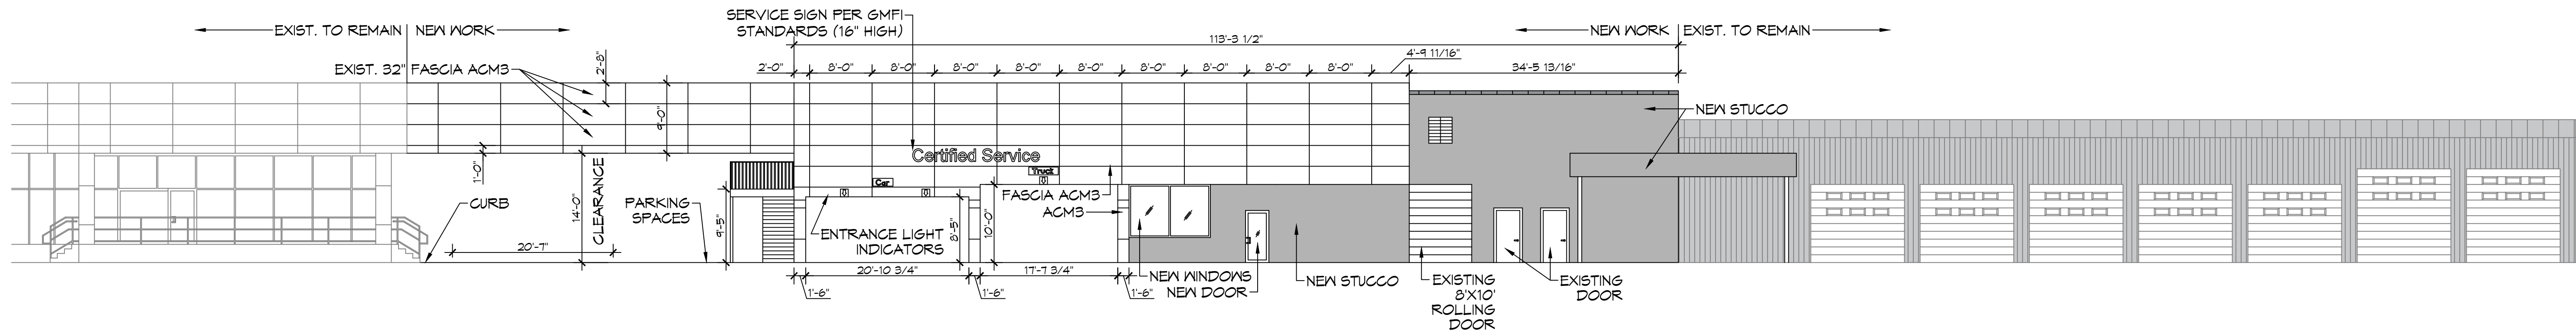 SERVICE SIGN PER GMFI
STANDARDS (16" HIGH)
EXIST. TO REMAIN
NEW WORK
NEW WORK
EXIST. TO REMAIN
113'-3 1/2"
4'-9 11/16"
EXIST. 32" FASCIA ACM3
2'-8"
2'-0"
8'-0"
8'-0"
8'-0"
8'-0"
8'-0"
8'-0"
8'-0"
8'-0"
8'-0"
34'-5 13/16"
NEW STUCCO
9'-0"
Certified Service
1'-0"
CLEARANCE
14'-0"
Truck
Car
FASCIA ACM3
ACM3
CURB
PARKING
SPACES
9'-5"
ENTRANCE LIGHT
INDICATORS
8'-5"
10'-0"
20'-7"
20'-10 3/4"
17'-7 3/4"
1'-6"
1'-6"
1'-6"
NEW WINDOWS
NEW DOOR
NEW STUCCO
EXISTING
8'X10'
ROLLING
DOOR
EXISTING
DOOR